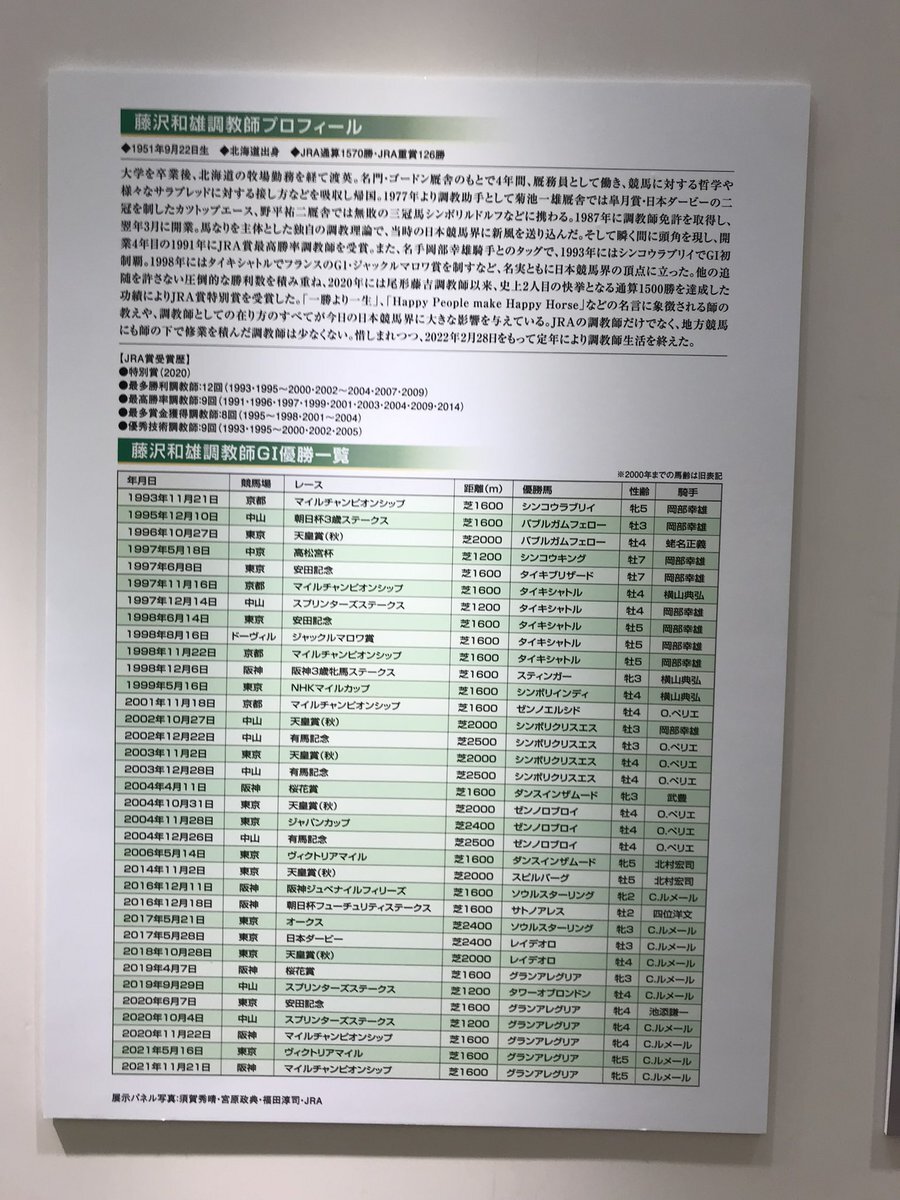 藤沢和雄調教師プロフィール
◆1951年9月22日生 ◆北海道出身 ◆JRA通算1570勝・JRA重賞126勝
大学を卒業後、北海道の牧場勤務を経て渡英。名門・ゴードン厩舎のもとで4年間、厩務員として働き、競馬に対する哲学や
様々なサラブレッドに対する接し方などを吸収し帰国。1977年より調教助手として菊池一雄厩舎では皐月賞・日本ダービーの二
冠を制したカツトップエース、野平祐二厩舎では無敗の三冠馬シンボリルドルフなどに携わる。1987年に調教師免許を取得し、
翌年3月に開業。馬なりを主体とした独自の調教理論で、当時の日本競馬界に新風を送り込んだ。そして瞬く間に頭角を現し、開
業4年目の1991年にJRA賞最高勝率調教師を受賞。また、名手岡部幸雄騎手とのタッグで、1993年にはシンコウラブリイでGI初
制覇。1998年にはタイキシャトルでフランスのG1・ジャックルマロワ賞を制すなど、名実ともに日本競馬界の頂点に立った。他の追
随を許さない圧倒的な勝利数を積み重ね、2020年には尾形藤吉調教師以来、史上2人目の快挙となる通算1500勝を達成した
功績によりJRA賞特別賞を受賞した。「一勝より一生」、「Happy People make Happy Horse」などの名言に象徴される師の
教えや、調教師としての在り方のすべてが今日の日本競馬界に大きな影響を与えている。JRAの調教師だけでなく、地方競馬
にも師の下で修業を積んだ調教師は少なくない。惜しまれつつ、2022年2月28日をもって定年により調教師生活を終えた。
【JRA賞受賞歴】
●特別賞(2020)
●最多勝利調教師:12回(1993・1995～2000・2002～2004・2007・2009)
●最高勝率調教師:9回(1991・1996・1997・1999・2001・2003・2004・2009・2014)
●最多賞金獲得調教師:8回(1995～1998・2001～2004)
●優秀技術調教師:9回(1993・1995～2000・2002・2005)
藤沢和雄調教師GI優勝一覧
※2000年までの馬齢は旧表記
年月日 競馬場 レース 距離(m) 優勝馬 性齢 騎手
1993年11月21日 京都 マイルチャンピオンシップ 芝1600 シンコウラブリイ 牝5 岡部幸雄
1995年12月10日 中山 朝日杯3歳ステークス 芝1600 バブルガムフェロー 牡3 岡部幸雄
1996年10月27日 東京 天皇賞(秋) 芝2000 バブルガムフェロー 牡4 蛯名正義
1997年5月18日 中京 高松宮杯 芝1200 シンコウキング 牡7 岡部幸雄
1997年6月8日 東京 安田記念 芝1600 タイキブリザード 牡7 岡部幸雄
1997年11月16日 京都 マイルチャンピオンシップ 芝1600 タイキシャトル 牡4 横山典弘
1997年12月14日 中山 スプリンターズステークス 芝1200 タイキシャトル 牡4 岡部幸雄
1998年6月14日 東京 安田記念 芝1600 タイキシャトル 牡5 岡部幸雄
1998年8月16日 ドーヴィル ジャックルマロワ賞 芝1600 タイキシャトル 牡5 岡部幸雄
1998年11月22日 京都 マイルチャンピオンシップ 芝1600 タイキシャトル 牡5 岡部幸雄
1998年12月6日 阪神 阪神3歳牝馬ステークス 芝1600 スティンガー 牝3 横山典弘
1999年5月16日 東京 NHKマイルカップ 芝1600 シンボリインディ 牡4 横山典弘
2001年11月18日 京都 マイルチャンピオンシップ 芝1600 ゼンノエルシド 牡4 O.ペリエ
2002年10月27日 中山 天皇賞(秋) 芝2000 シンボリクリスエス 牡3 岡部幸雄
2002年12月22日 中山 有馬記念 芝2500 シンボリクリスエス 牡3 O.ペリエ
2003年11月2日 東京 天皇賞(秋) 芝2000 シンボリクリスエス 牡4 O.ペリエ
2003年12月28日 中山 有馬記念 芝2500 シンボリクリスエス 牡4 O.ペリエ
2004年4月11日 阪神 桜花賞 芝1600 ダンスインザムード 牝3 武豊
2004年10月31日 東京 天皇賞(秋) 芝2000 ゼンノロブロイ 牡4 O.ペリエ
2004年11月28日 東京 ジャパンカップ 芝2400 ゼンノロブロイ 牡4 O.ペリエ
2004年12月26日 中山 有馬記念 芝2500 ゼンノロブロイ 牡4 O.ペリエ
2006年5月14日 東京 ヴィクトリアマイル 芝1600 ダンスインザムード 牝5 北村宏司
2014年11月2日 東京 天皇賞(秋) 芝2000 スピルバーグ 牡5 北村宏司
2016年12月11日 阪神 阪神ジュベナイルフィリーズ 芝1600 ソウルスターリング 牝2 C.ルメール
2016年12月18日 阪神 朝日杯フューチュリティステークス 芝1600 サトノアレス 牡2 四位洋文
2017年5月21日 東京 オークス 芝2400 ソウルスターリング 牝3 C.ルメール
2017年5月28日 東京 日本ダービー 芝2400 レイデオロ 牡3 C.ルメール
2018年10月28日 東京 天皇賞(秋) 芝2000 レイデオロ 牡4 C.ルメール
2019年4月7日 阪神 桜花賞 芝1600 グランアレグリア 牝3 C.ルメール
2019年9月29日 中山 スプリンターズステークス 芝1200 タワーオブロンドン 牡4 C.ルメール
2020年6月7日 東京 安田記念 芝1600 グランアレグリア 牝4 池添謙一
2020年10月4日 中山 スプリンターズステークス 芝1200 グランアレグリア 牝4 C.ルメール
2020年11月22日 阪神 マイルチャンピオンシップ 芝1600 グランアレグリア 牝4 C.ルメール
2021年5月16日 東京 ヴィクトリアマイル 芝1600 グランアレグリア 牝5 C.ルメール
2021年11月21日 阪神 マイルチャンピオンシップ 芝1600 グランアレグリア 牝5 C.ルメール
展示パネル写真:須賀秀晴・宮原政典・福田淳司・JRA